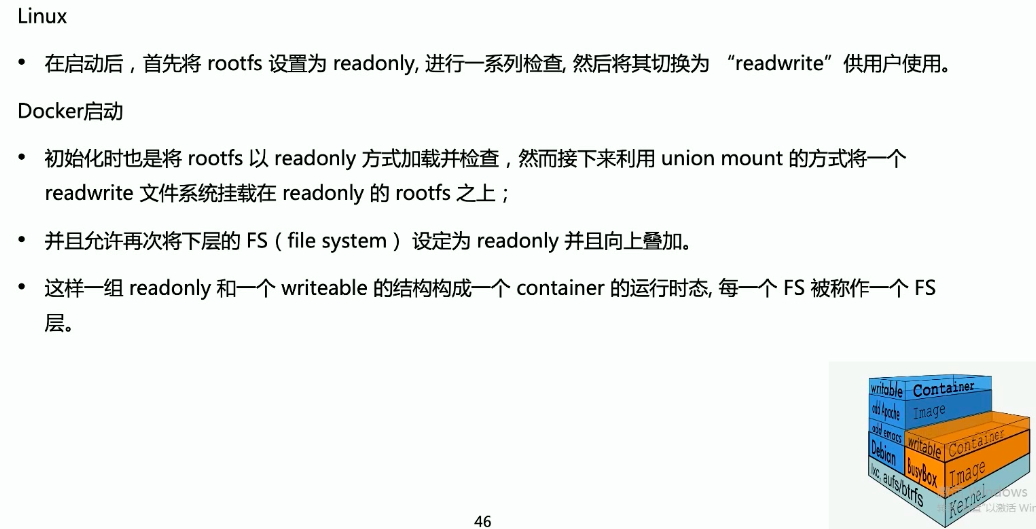 Linux
• 在启动后，首先将 rootfs 设置为 readonly, 进行一系列检查, 然后将其切换为 “readwrite”供用户使用。
Docker启动
• 初始化时也是将 rootfs 以 readonly 方式加载并检查，然而接下来利用 union mount 的方式将一个
readwrite 文件系统挂载在 readonly 的 rootfs 之上；
• 并且允许再次将下层的 FS（file system） 设定为 readonly 并且向上叠加。
• 这样一组 readonly 和一个 writeable 的结构构成一个 container 的运行时态, 每一个 FS 被称作一个 FS
层。
writable Container
add Apache Image
add emacs
Debian
writable Container
BusyBox Image
lxc, aufs/btrfs
Kernel
以激活 Win
46